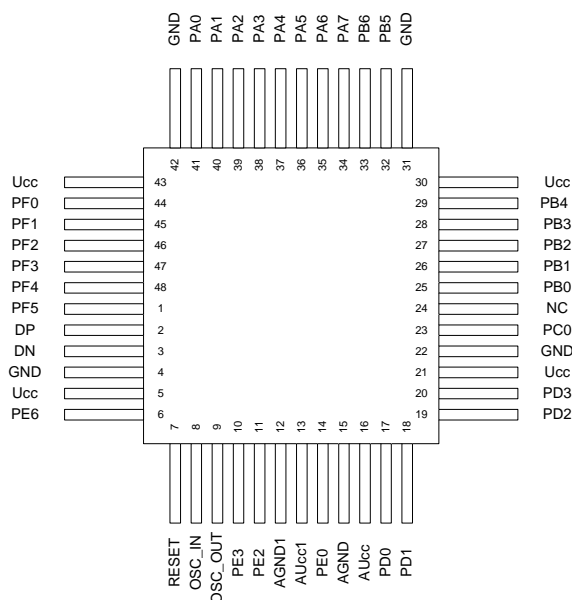 GND PA0 PA1 PA2 PA3 PA4 PA5 PA6 PA7 PB6 PB5 GND
42 41 40 39 38 37 36 35 34 33 32 31
Ucc 43 30 Ucc
PF0 44 29 PB4
PF1 45 28 PB3
PF2 46 27 PB2
PF3 47 26 PB1
PF4 48 25 PB0
PF5 1 24 NC
DP 2 23 PC0
DN 3 22 GND
GND 4 21 Ucc
Ucc 5 20 PD3
PE6 6 19 PD2
7 8 9 10 11 12 13 14 15 16 17 18
RESET OSC_IN OSC_OUT PE3 PE2 AGND1 AUcc1 PE0 AGND AUcc PD0 PD1